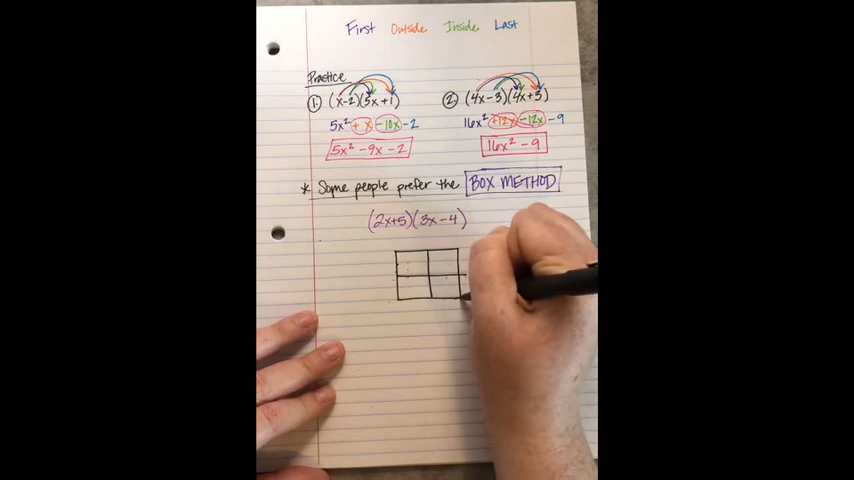 First Outside Inside Last
Practice
1. (x-2)(5x+1)
5x² + x - 10x - 2
5x² - 9x - 2
2. (4x-3)(4x+3)
16x² +12x -12x - 9
16x² - 9
* Some people prefer the BOX METHOD
(2x+5)(3x-4)